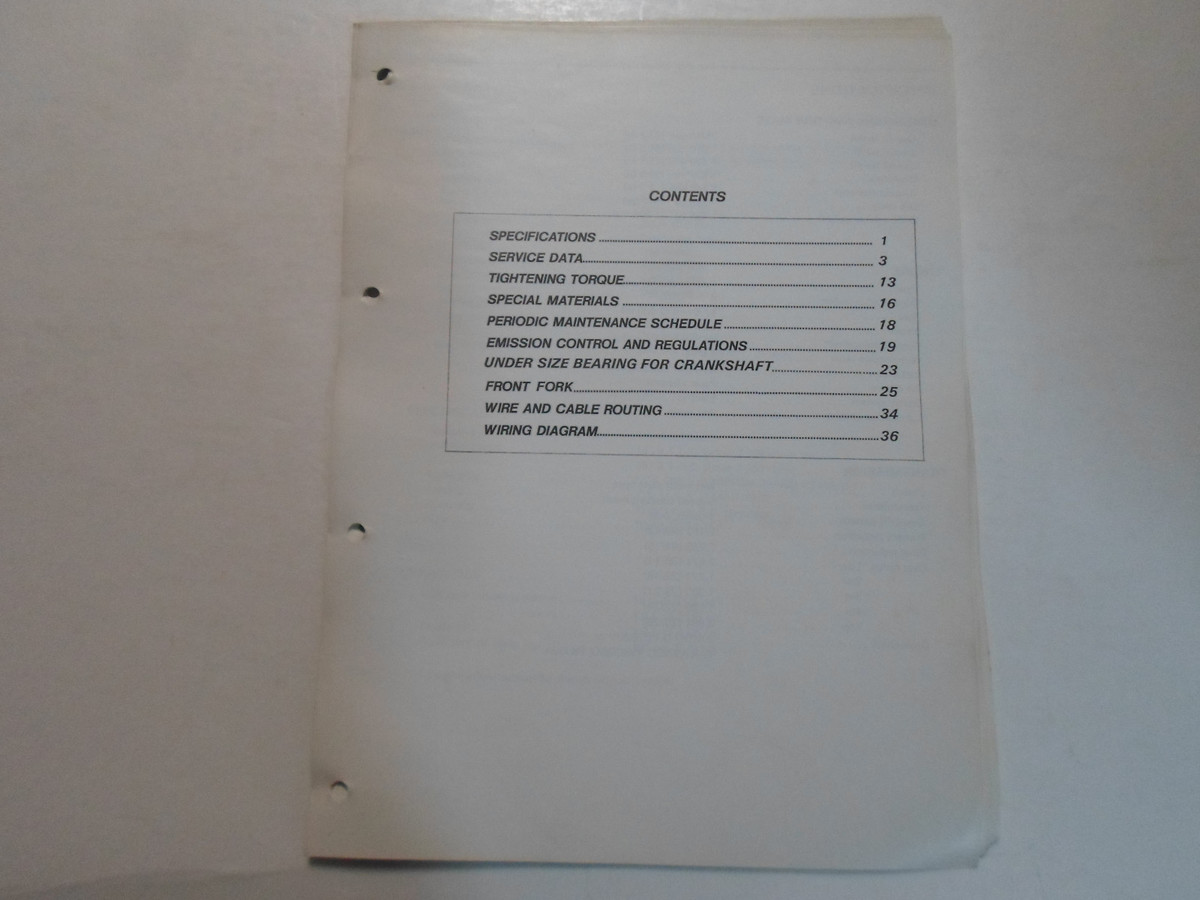 CONTENTS
SPECIFICATIONS ........ 1
SERVICE DATA ........ 3
TIGHTENING TORQUE ........ 13
SPECIAL MATERIALS ........ 16
PERIODIC MAINTENANCE SCHEDULE ........ 18
EMISSION CONTROL AND REGULATIONS ........ 19
UNDER SIZE BEARING FOR CRANKSHAFT ........ 23
FRONT FORK ........ 25
WIRE AND CABLE ROUTING ........ 34
WIRING DIAGRAM ........ 36